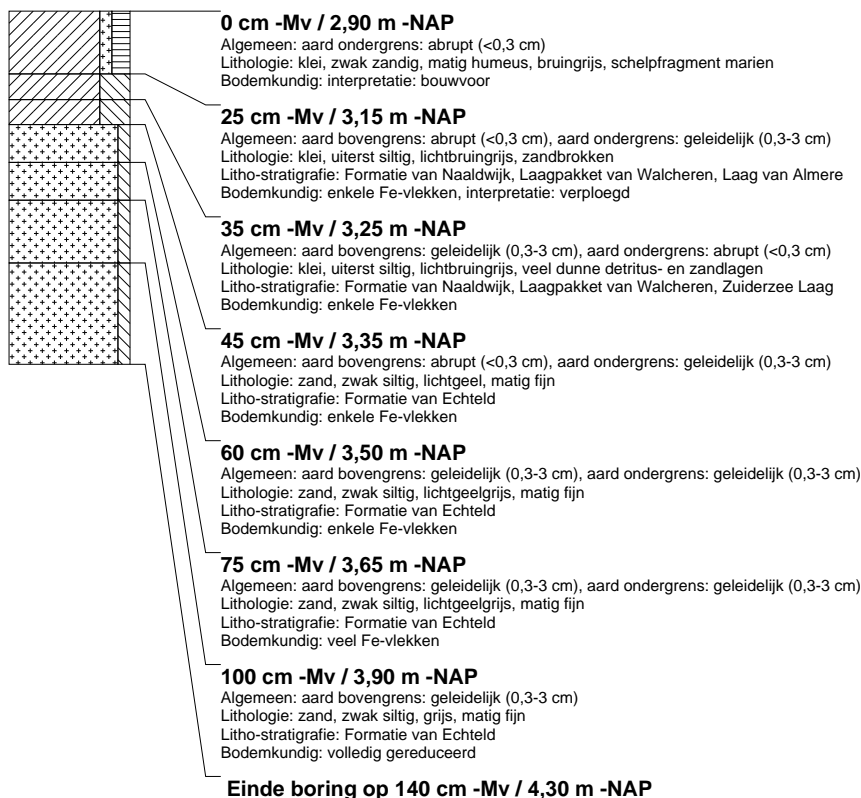 0 cm -Mv / 2,90 m -NAP
Algemeen: aard ondergrens: abrupt (<0,3 cm)
Lithologie: klei, zwak zandig, matig humeus, bruingrijs, schelpfragment marien
Bodemkundig: interpretatie: bouwvoor
25 cm -Mv / 3,15 m -NAP
Algemeen: aard bovengrens: abrupt (<0,3 cm), aard ondergrens: geleidelijk (0,3-3 cm)
Lithologie: klei, uiterst siltig, lichtbruingrijs, zandbrokken
Litho-stratigrafie: Formatie van Naaldwijk, Laagpakket van Walcheren, Laag van Almere
Bodemkundig: enkele Fe-vlekken, interpretatie: verploegd
35 cm -Mv / 3,25 m -NAP
Algemeen: aard bovengrens: geleidelijk (0,3-3 cm), aard ondergrens: abrupt (<0,3 cm)
Lithologie: klei, uiterst siltig, lichtbruingrijs, veel dunne detritus- en zandlagen
Litho-stratigrafie: Formatie van Naaldwijk, Laagpakket van Walcheren, Zuiderzee Laag
Bodemkundig: enkele Fe-vlekken
45 cm -Mv / 3,35 m -NAP
Algemeen: aard bovengrens: abrupt (<0,3 cm), aard ondergrens: geleidelijk (0,3-3 cm)
Lithologie: zand, zwak siltig, lichtgeel, matig fijn
Litho-stratigrafie: Formatie van Echteld
Bodemkundig: enkele Fe-vlekken
60 cm -Mv / 3,50 m -NAP
Algemeen: aard bovengrens: geleidelijk (0,3-3 cm), aard ondergrens: geleidelijk (0,3-3 cm)
Lithologie: zand, zwak siltig, lichtgeelgrijs, matig fijn
Litho-stratigrafie: Formatie van Echteld
Bodemkundig: enkele Fe-vlekken
75 cm -Mv / 3,65 m -NAP
Algemeen: aard bovengrens: geleidelijk (0,3-3 cm), aard ondergrens: geleidelijk (0,3-3 cm)
Lithologie: zand, zwak siltig, lichtgeelgrijs, matig fijn
Litho-stratigrafie: Formatie van Echteld
Bodemkundig: veel Fe-vlekken
100 cm -Mv / 3,90 m -NAP
Algemeen: aard bovengrens: geleidelijk (0,3-3 cm)
Lithologie: zand, zwak siltig, grijs, matig fijn
Litho-stratigrafie: Formatie van Echteld
Bodemkundig: volledig gereduceerd
Einde boring op 140 cm -Mv / 4,30 m -NAP